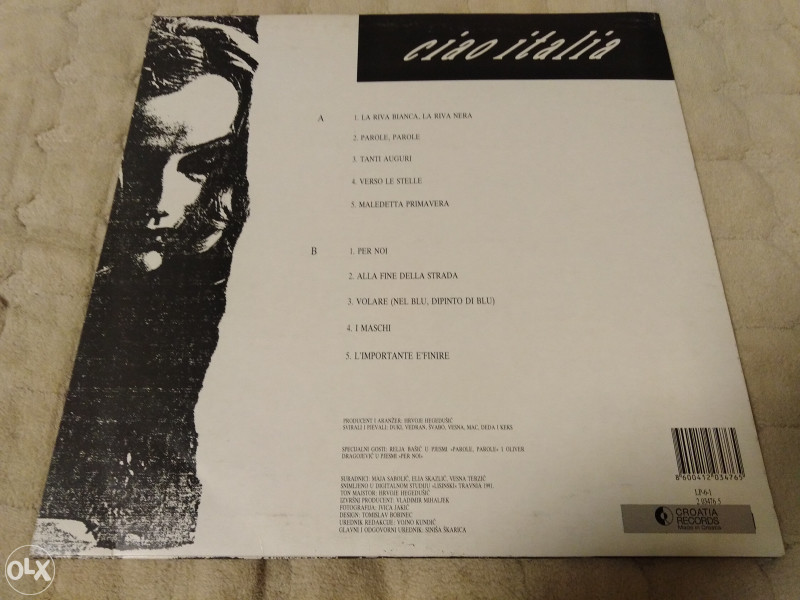 ciao italia
A
1. LA RIVA BIANCA, LA RIVA NERA
2. PAROLE, PAROLE
3. TANTI AUGURI
4. VERSO LE STELLE
5. MALEDETTA PRIMAVERA
B
1. PER NOI
2. ALLA FINE DELLA STRADA
3. VOLARE (NEL BLU, DIPINTO DI BLU)
4. I MASCHI
5. L'IMPORTANTE E'FINIRE
PRODUCENT I ARANŽER: HRVOJE HEGEDUŠIĆ
SVIRALI I PJEVALI: DUKI, VEDRAN, ŠVABO, VESNA, MAC, DEDA I KEKS.
SPECIJALNI GOSTI: RELJA BAŠIĆ U PJESMI «PAROLE, PAROLE» I OLIVER
DRAGOJEVIĆ U PJESMI «PER NOI»
SURADNICI: MAJA SABOLIĆ, ELIA SKAZLIĆ, VESNA TERZIĆ
SNIMLJENO U DIGITALNOM STUDIJU «LISINSKI» TRAVNJA 1991.
TON MAJSTOR: HRVOJE HEGEDUŠIĆ
IZVRŠNI PRODUCENT: VLADIMIR MIHALJEK
FOTOGRAFIJA: IVICA JAKIĆ
DESIGN: TOMISLAV BORINEC
UREDNIK REDAKCIJE: VOJNO KUNDIĆ
GLAVNI I ODGOVORNI UREDNIK: SINIŠA ŠKARICA
8 600412 034765
LP-6-1
2 03476 5
CROATIA
RECORDS
Made in Croatia
OLX